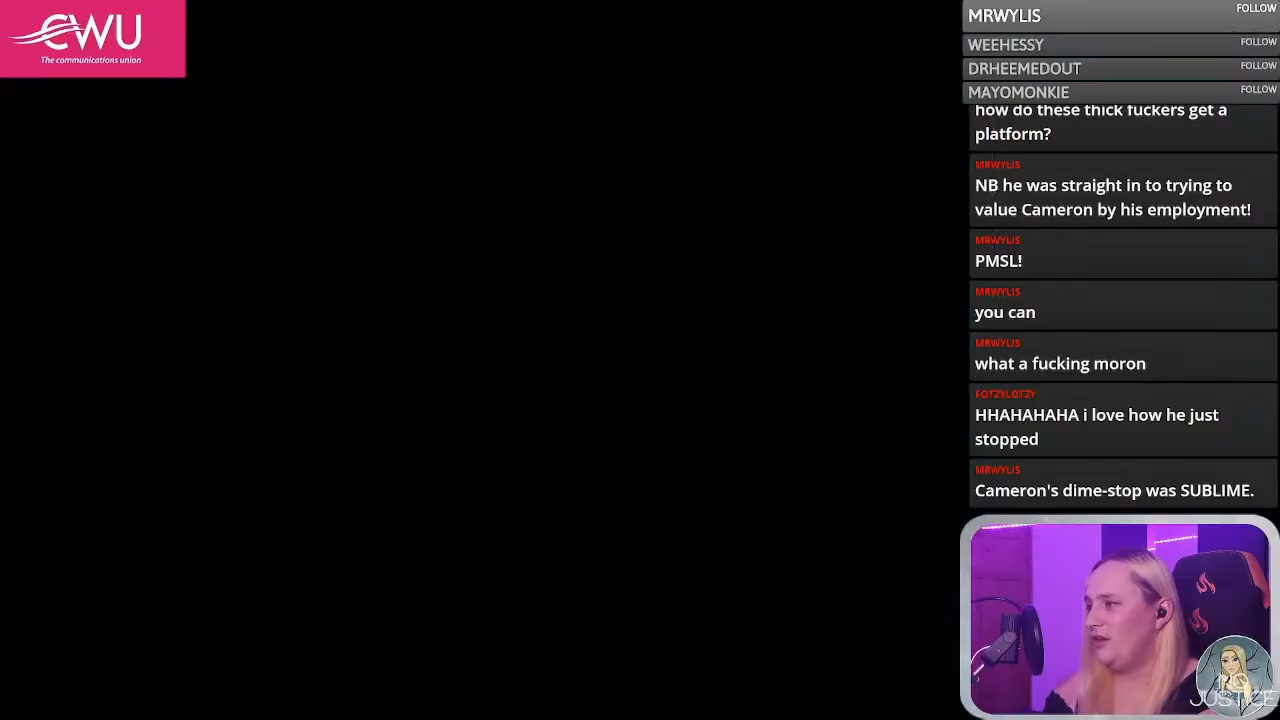 CWU
The communications union
MRWYLIS FOLLOW
WEEHESSY FOLLOW
DRHEEMEDOUT FOLLOW
MAYOMONKIE FOLLOW
how do these thick fuckers get a
platform?
MRWYLIS
NB he was straight in to trying to
value Cameron by his employment!
MRWYLIS
PMSL!
MRWYLIS
you can
MRWYLIS
what a fucking moron
FOTZYLOTZY
HHAHAHAHA i love how he just
stopped
MRWYLIS
Cameron's dime-stop was SUBLIME.
JUSTICE